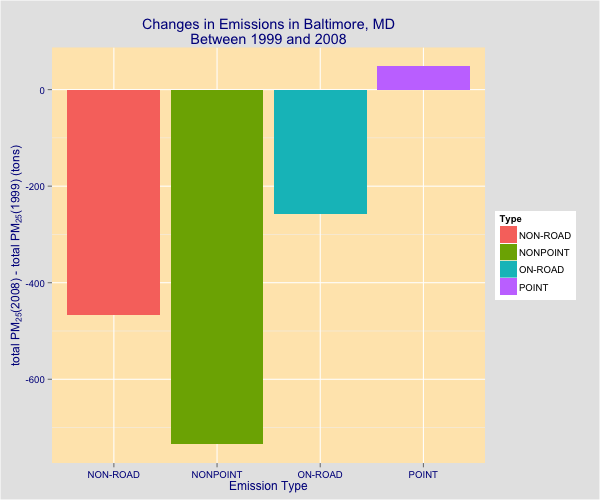 Changes in Emissions in Baltimore, MD
Between 1999 and 2008
total PM₂₅(2008) - total PM₂₅(1999) (tons)
0
-200
-400
-600
NON-ROAD
NONPOINT
ON-ROAD
POINT
Emission Type
Type
NON-ROAD
NONPOINT
ON-ROAD
POINT